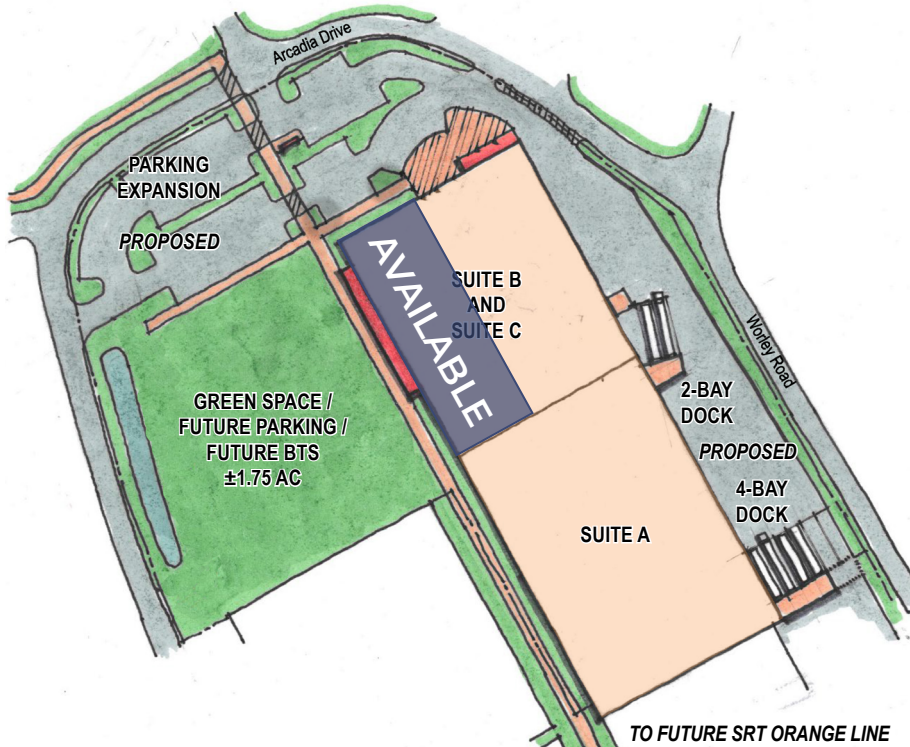 Arcadia Drive
PARKING
EXPANSION
PROPOSED
AVAILABLE
SUITE B
AND
SUITE C
Worley Road
2-BAY
DOCK
PROPOSED
4-BAY
DOCK
GREEN SPACE /
FUTURE PARKING /
FUTURE BTS
±1.75 AC
SUITE A
TO FUTURE SRT ORANGE LINE